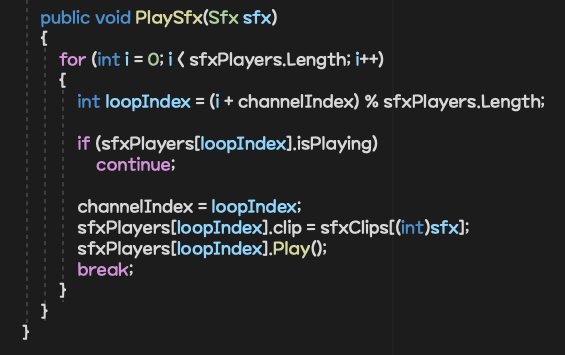 public void PlaySfx(Sfx sfx)
{
for (int i = 0; i < sfxPlayers.Length; i++)
{
int loopIndex = (i + channelIndex) % sfxPlayers.Length;
if (sfxPlayers[loopIndex].isPlaying)
continue;
channelIndex = loopIndex;
sfxPlayers[loopIndex].clip = sfxClips[(int)sfx];
sfxPlayers[loopIndex].Play();
break;
}
}
}